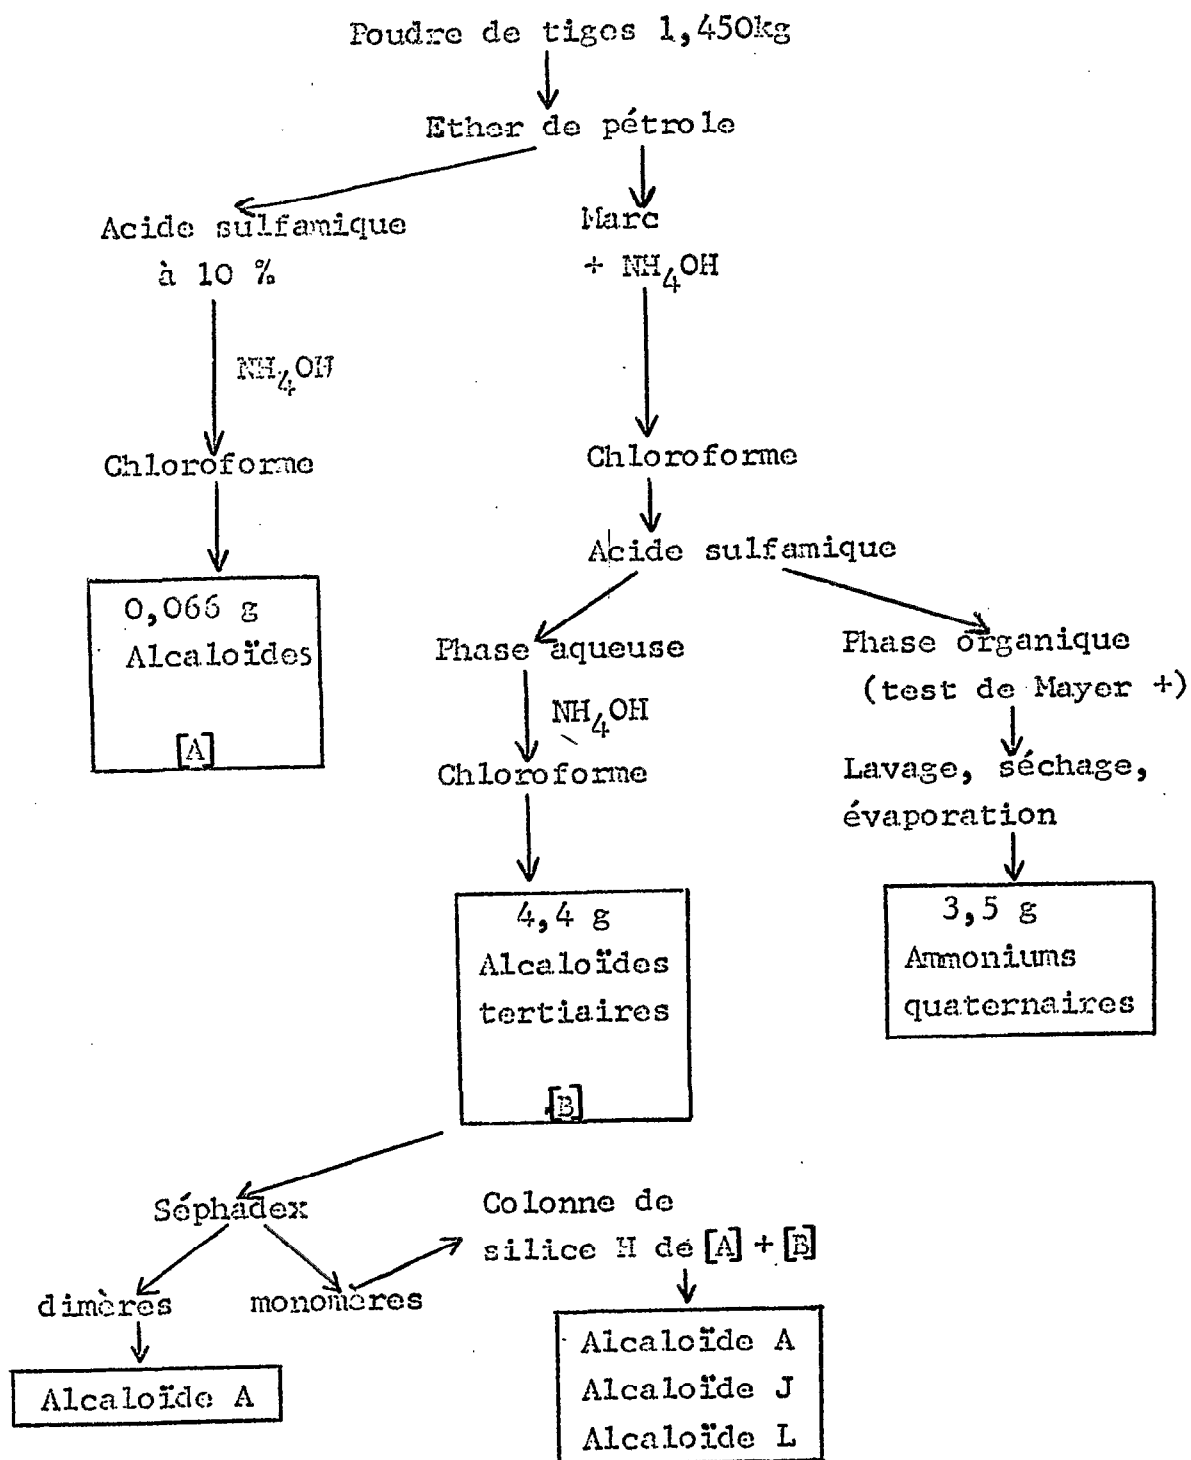 Poudre de tiges 1,450kg
Ether de pétrole
Acide sulfamique
à 10 %
Marc
+ NH4OH
NH4OH
Chloroforme
Chloroforme
Acide sulfamique
0,066 g
Alcaloïdes
[A]
Phase aqueuse
Phase organique
(test de Mayer +)
NH4OH
Chloroforme
Lavage, séchage,
évaporation
4,4 g
Alcaloïdes
tertiaires
[B]
3,5 g
Ammoniums
quaternaires
Séphadex
Colonne de
silice H de [A] + [B]
dimères
monomères
Alcaloïde A
Alcaloïde A
Alcaloïde J
Alcaloïde L